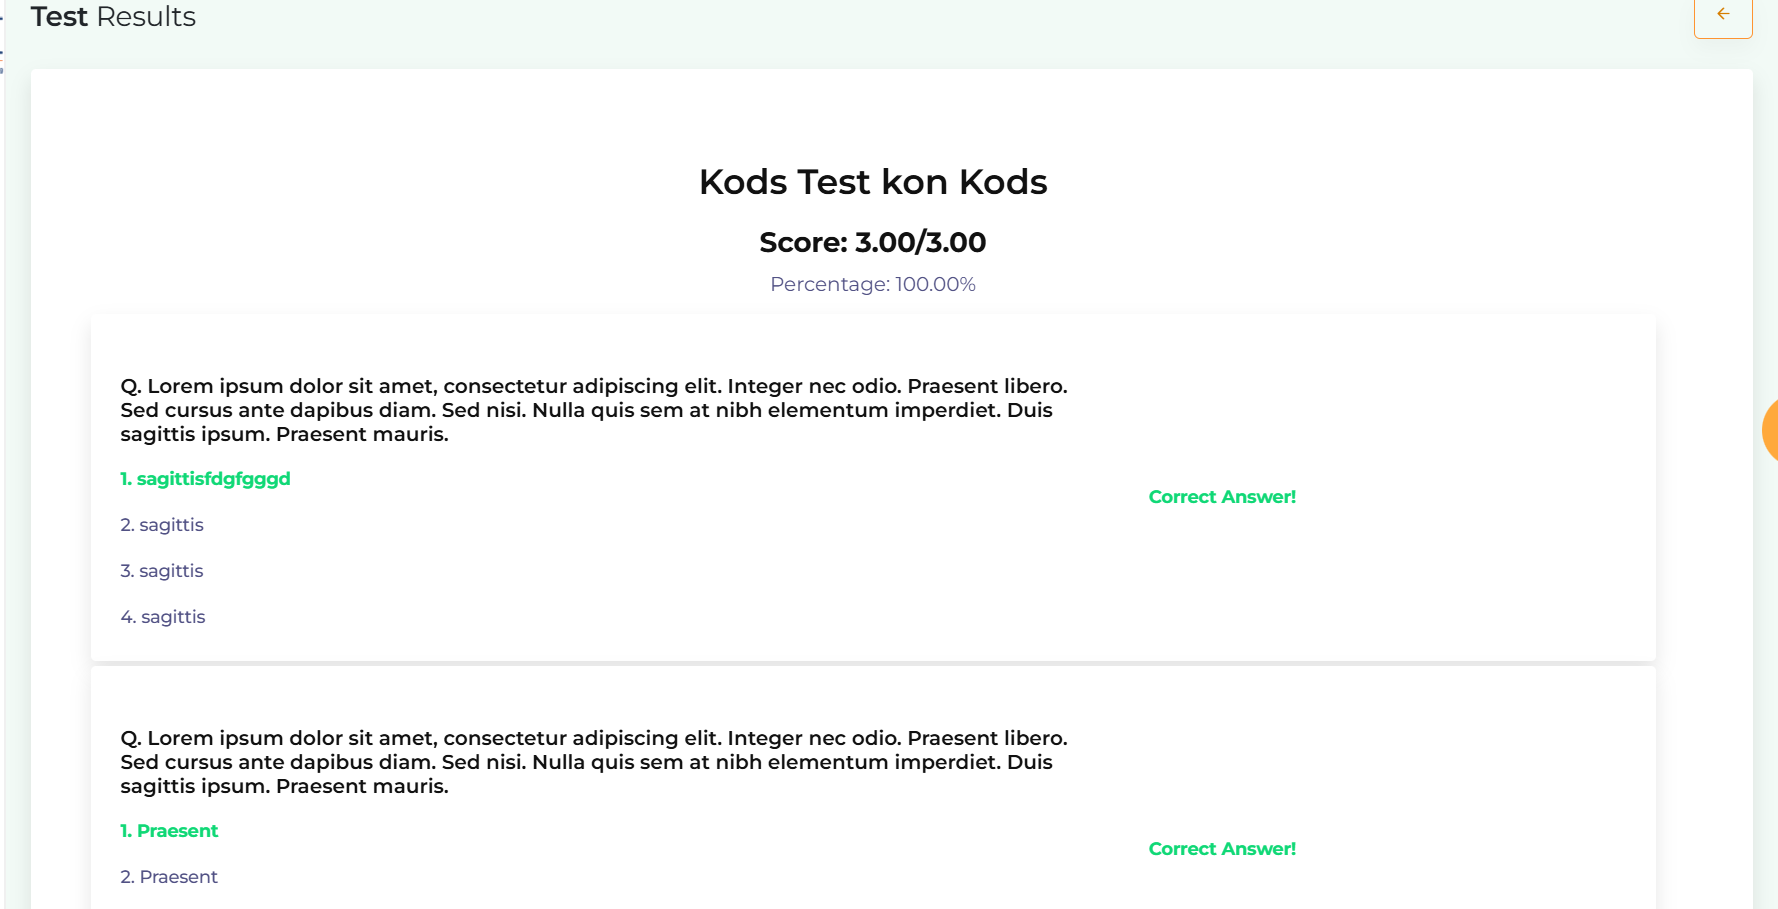 Test Results
Kods Test kon Kods
Score: 3.00/3.00
Percentage: 100.00%
Q. Lorem ipsum dolor sit amet, consectetur adipiscing elit. Integer nec odio. Praesent libero.
Sed cursus ante dapibus diam. Sed nisi. Nulla quis sem at nibh elementum imperdiet. Duis
sagittis ipsum. Praesent mauris.
1. sagittisfdgfgggd
Correct Answer!
2. sagittis
3. sagittis
4. sagittis
Q. Lorem ipsum dolor sit amet, consectetur adipiscing elit. Integer nec odio. Praesent libero.
Sed cursus ante dapibus diam. Sed nisi. Nulla quis sem at nibh elementum imperdiet. Duis
sagittis ipsum. Praesent mauris.
1. Praesent
Correct Answer!
2. Praesent